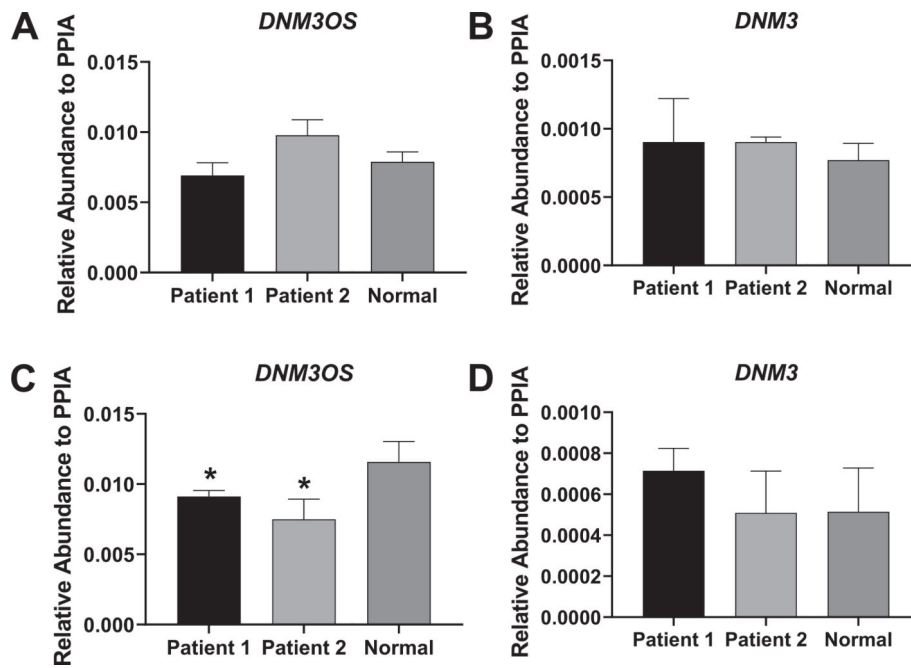 A
DNM3OS
Relative Abundance to PPIA
0.015
0.010
0.005
0.000
Patient 1 Patient 2 Normal
B
DNM3
Relative Abundance to PPIA
0.0015
0.0010
0.0005
0.0000
Patient 1 Patient 2 Normal
C
DNM3OS
Relative Abundance to PPIA
0.015
0.010
0.005
0.000
* *
Patient 1 Patient 2 Normal
D
DNM3
Relative Abundance to PPIA
0.0010
0.0008
0.0006
0.0004
0.0002
0.0000
Patient 1 Patient 2 Normal